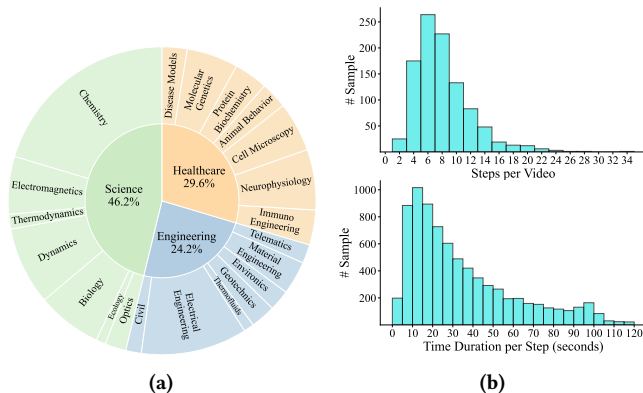 (a)
Disease Models
Molecular
Genetics
Protein
Biochemistry
Animal Behavior
Cell Microscopy
Neurophysiology
Immuno
Engineering
Telematics
Material
Engineering
Environics
Geotechnics
Thermofluids
Electrical
Engineering
Civil
Optics
Ecology
Biology
Dynamics
Thermodynamics
Electromagnetics
Chemistry
Science
46.2%
Healthcare
29.6%
Engineering
24.2%
(a)
# Sample
250
200
150
100
50
0 2 4 6 8 10 12 14 16 18 20 22 24 26 28 30 32 34
Steps per Video
# Sample
1000
800
600
400
200
0 10 20 30 40 50 60 70 80 90 100 110 120
Time Duration per Step (seconds)
(b)
(b)